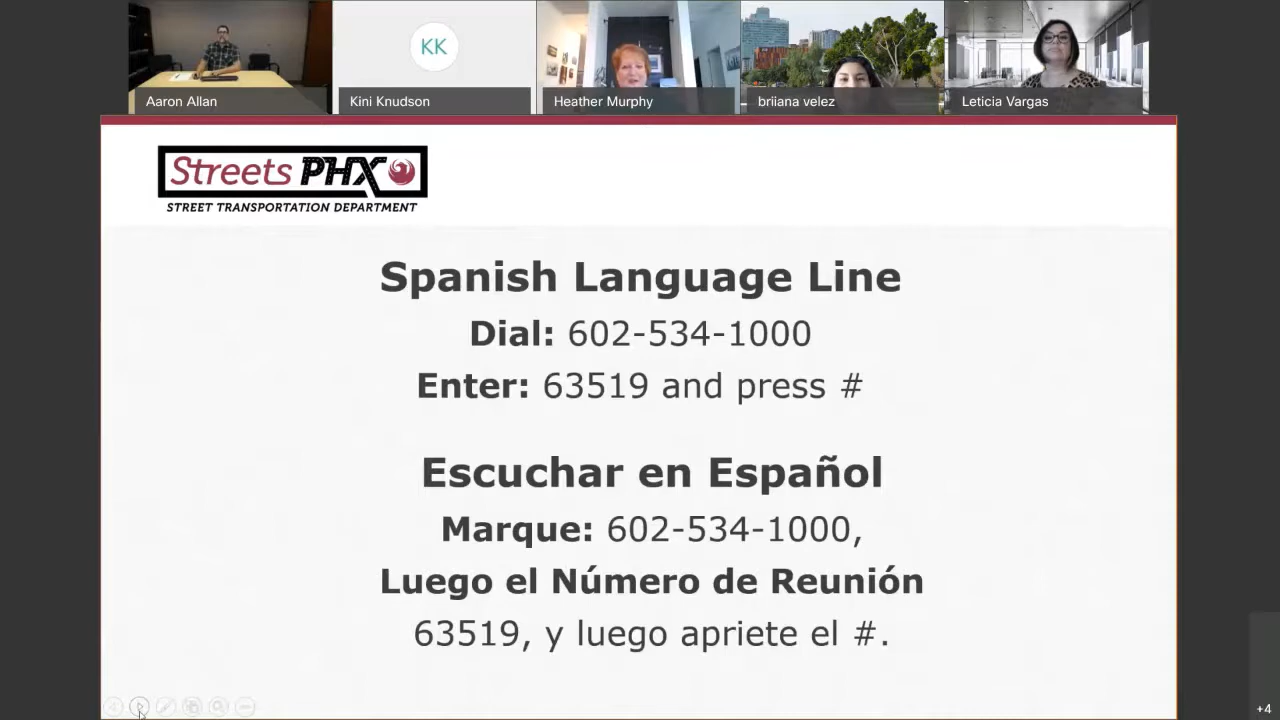 KK
Aaron Allan
Kini Knudson
Heather Murphy
briiana velez
Leticia Vargas
Streets PHX
STREET TRANSPORTATION DEPARTMENT
Spanish Language Line
Dial: 602-534-1000
Enter: 63519 and press #
Escuchar en Español
Marque: 602-534-1000,
Luego el Número de Reunión
63519, y luego apriete el #.
+4